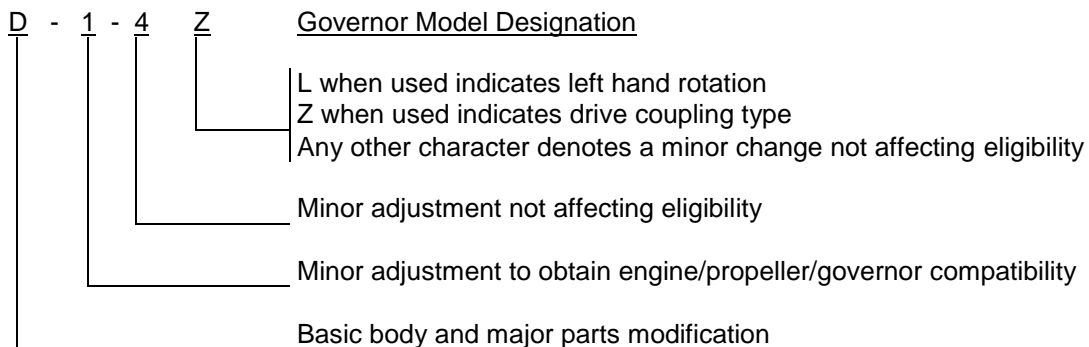 D - 1 - 4 Z Governor Model Designation
L when used indicates left hand rotation
Z when used indicates drive coupling type
Any other character denotes a minor change not affecting eligibility
Minor adjustment not affecting eligibility
Minor adjustment to obtain engine/propeller/governor compatibility
Basic body and major parts modification